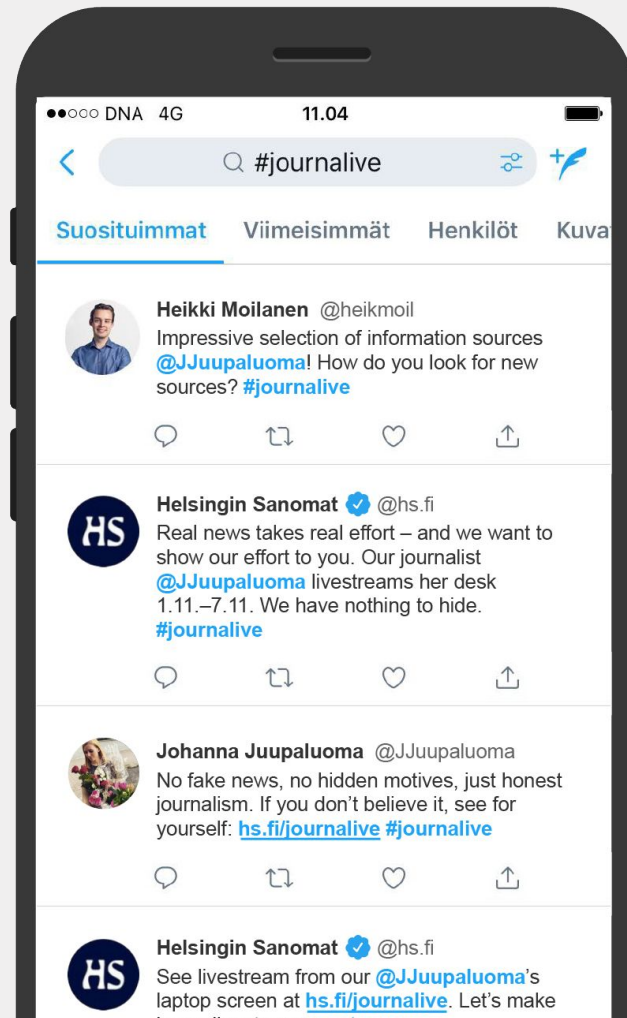 DNA 4G 11.04
#journalive
Suosituimmat Viimeisimmät Henkilöt Kuva
Heikki Moilanen @heikmoil
Impressive selection of information sources
@JJuupaluoma! How do you look for new
sources? #journalive
HS
Helsingin Sanomat @hs.fi
Real news takes real effort – and we want to
show our effort to you. Our journalist
@JJuupaluoma livestreams her desk
1.11.–7.11. We have nothing to hide.
#journalive
Johanna Juupaluoma @JJuupaluoma
No fake news, no hidden motives, just honest
journalism. If you don’t believe it, see for
yourself: hs.fi/journalive #journalive
HS
Helsingin Sanomat @hs.fi
See livestream from our @JJuupaluoma’s
laptop screen at hs.fi/journalive. Let’s make